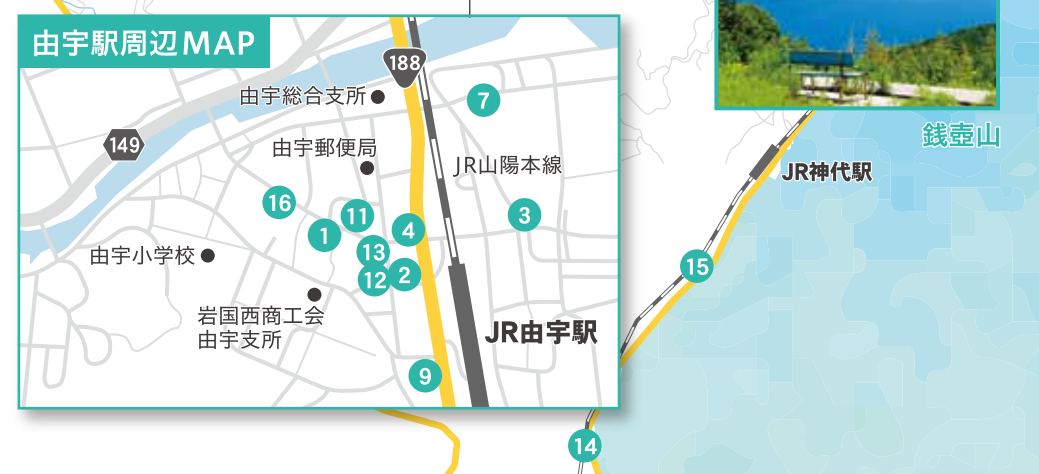 由宇駅周辺MAP
188
由宇総合支所
7
149
由宇郵便局
JR山陽本線
16
11
3
1
4
13
由宇小学校
12
2
岩国西商工会
由宇支所
JR由宇駅
9
銭壺山
JR神代駅
15
14